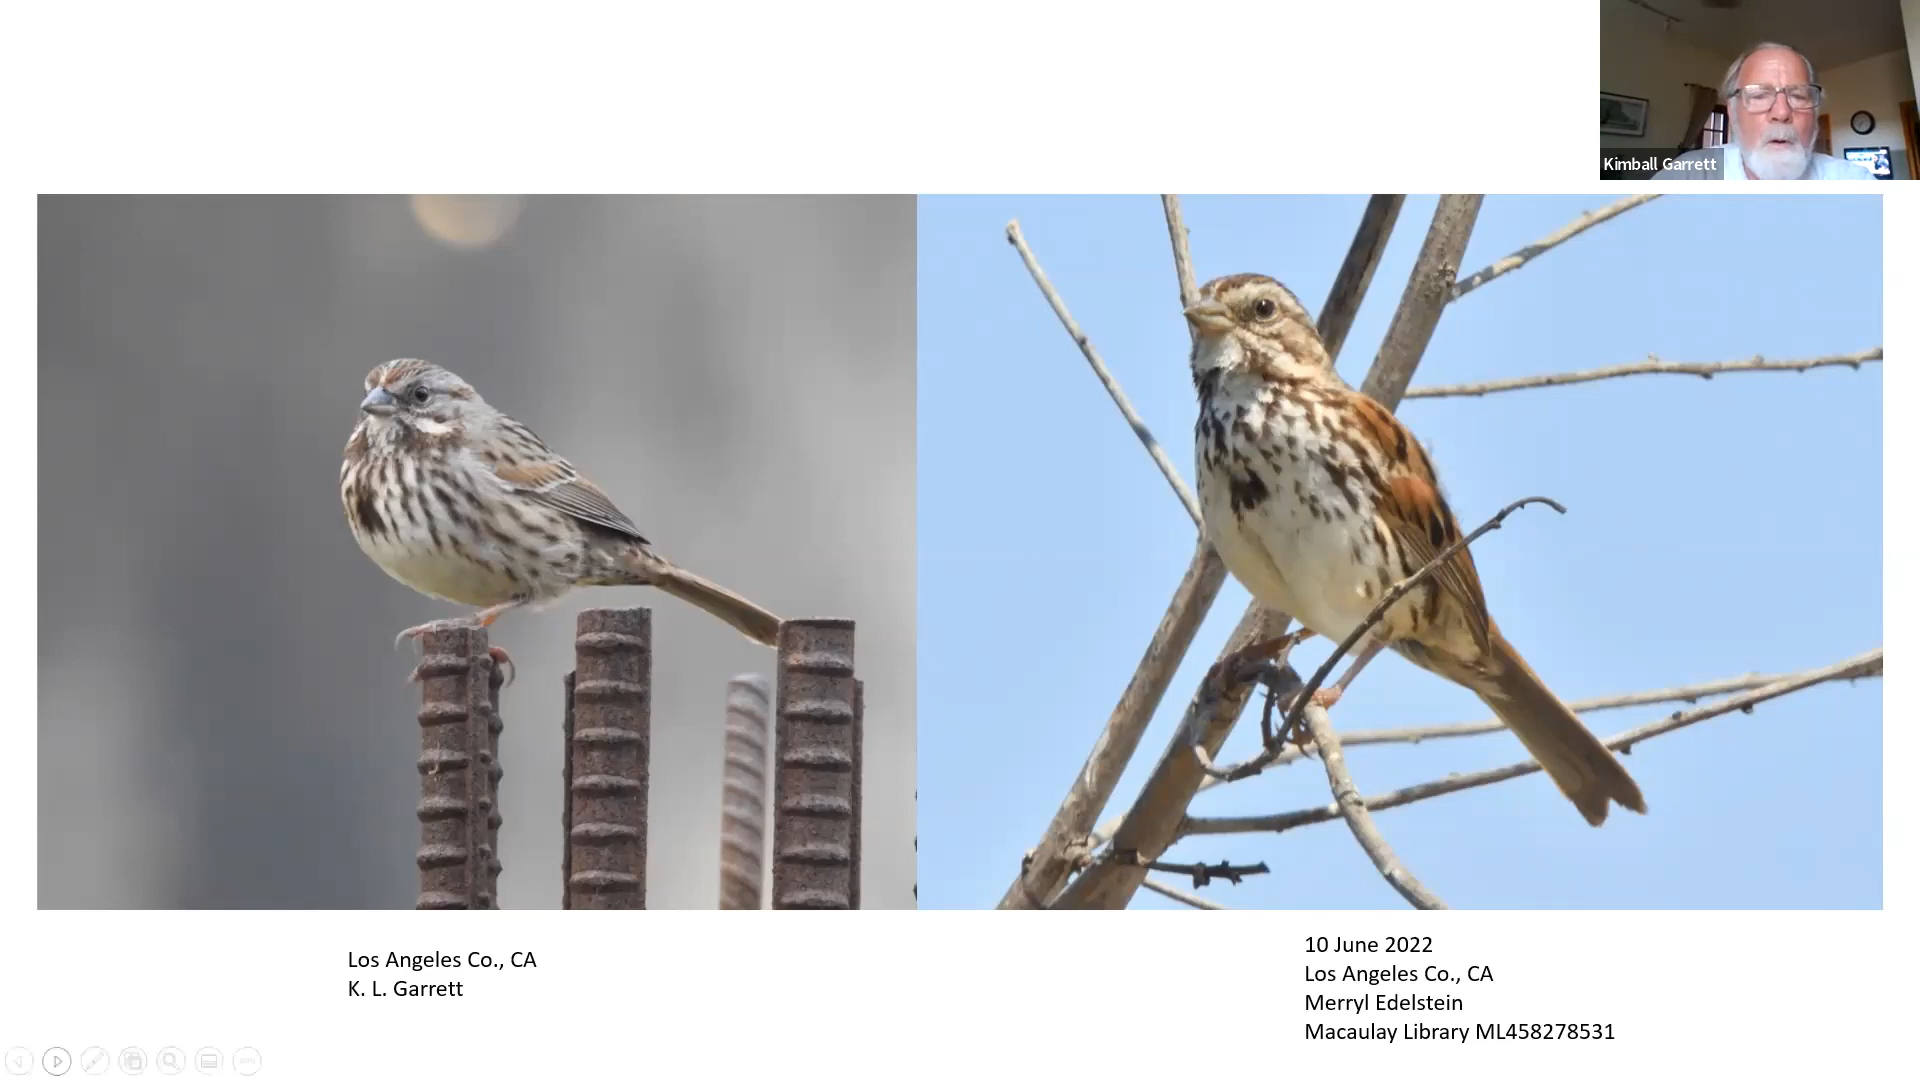 Kimball Garrett
Los Angeles Co., CA
K. L. Garrett
10 June 2022
Los Angeles Co., CA
Merryl Edelstein
Macaulay Library ML458278531